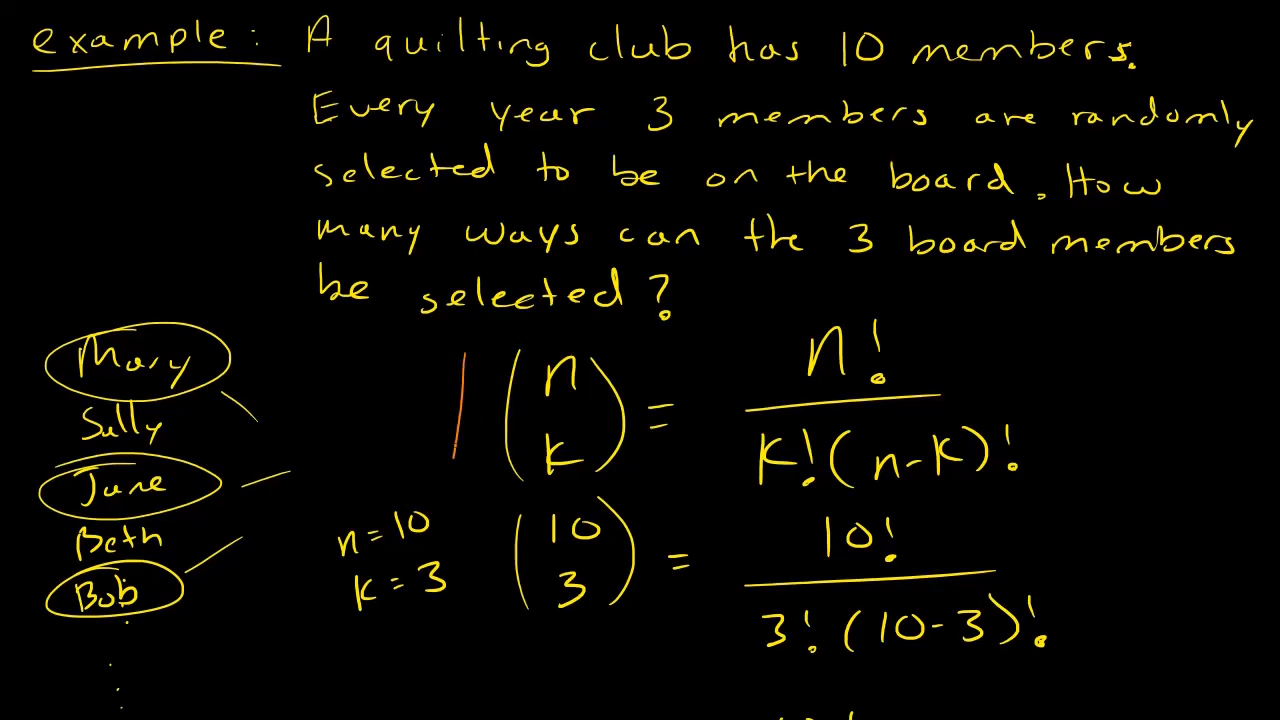 example: A quilting club has 10 members.
Every year 3 members are randomly
selected to be on the board. How
many ways can the 3 board members
be selected?
Mary
Sally
June
Beth
Bob
(n k) = n! / k!(n-k)!
n=10
k=3
(10 3) = 10! / 3!(10-3)!